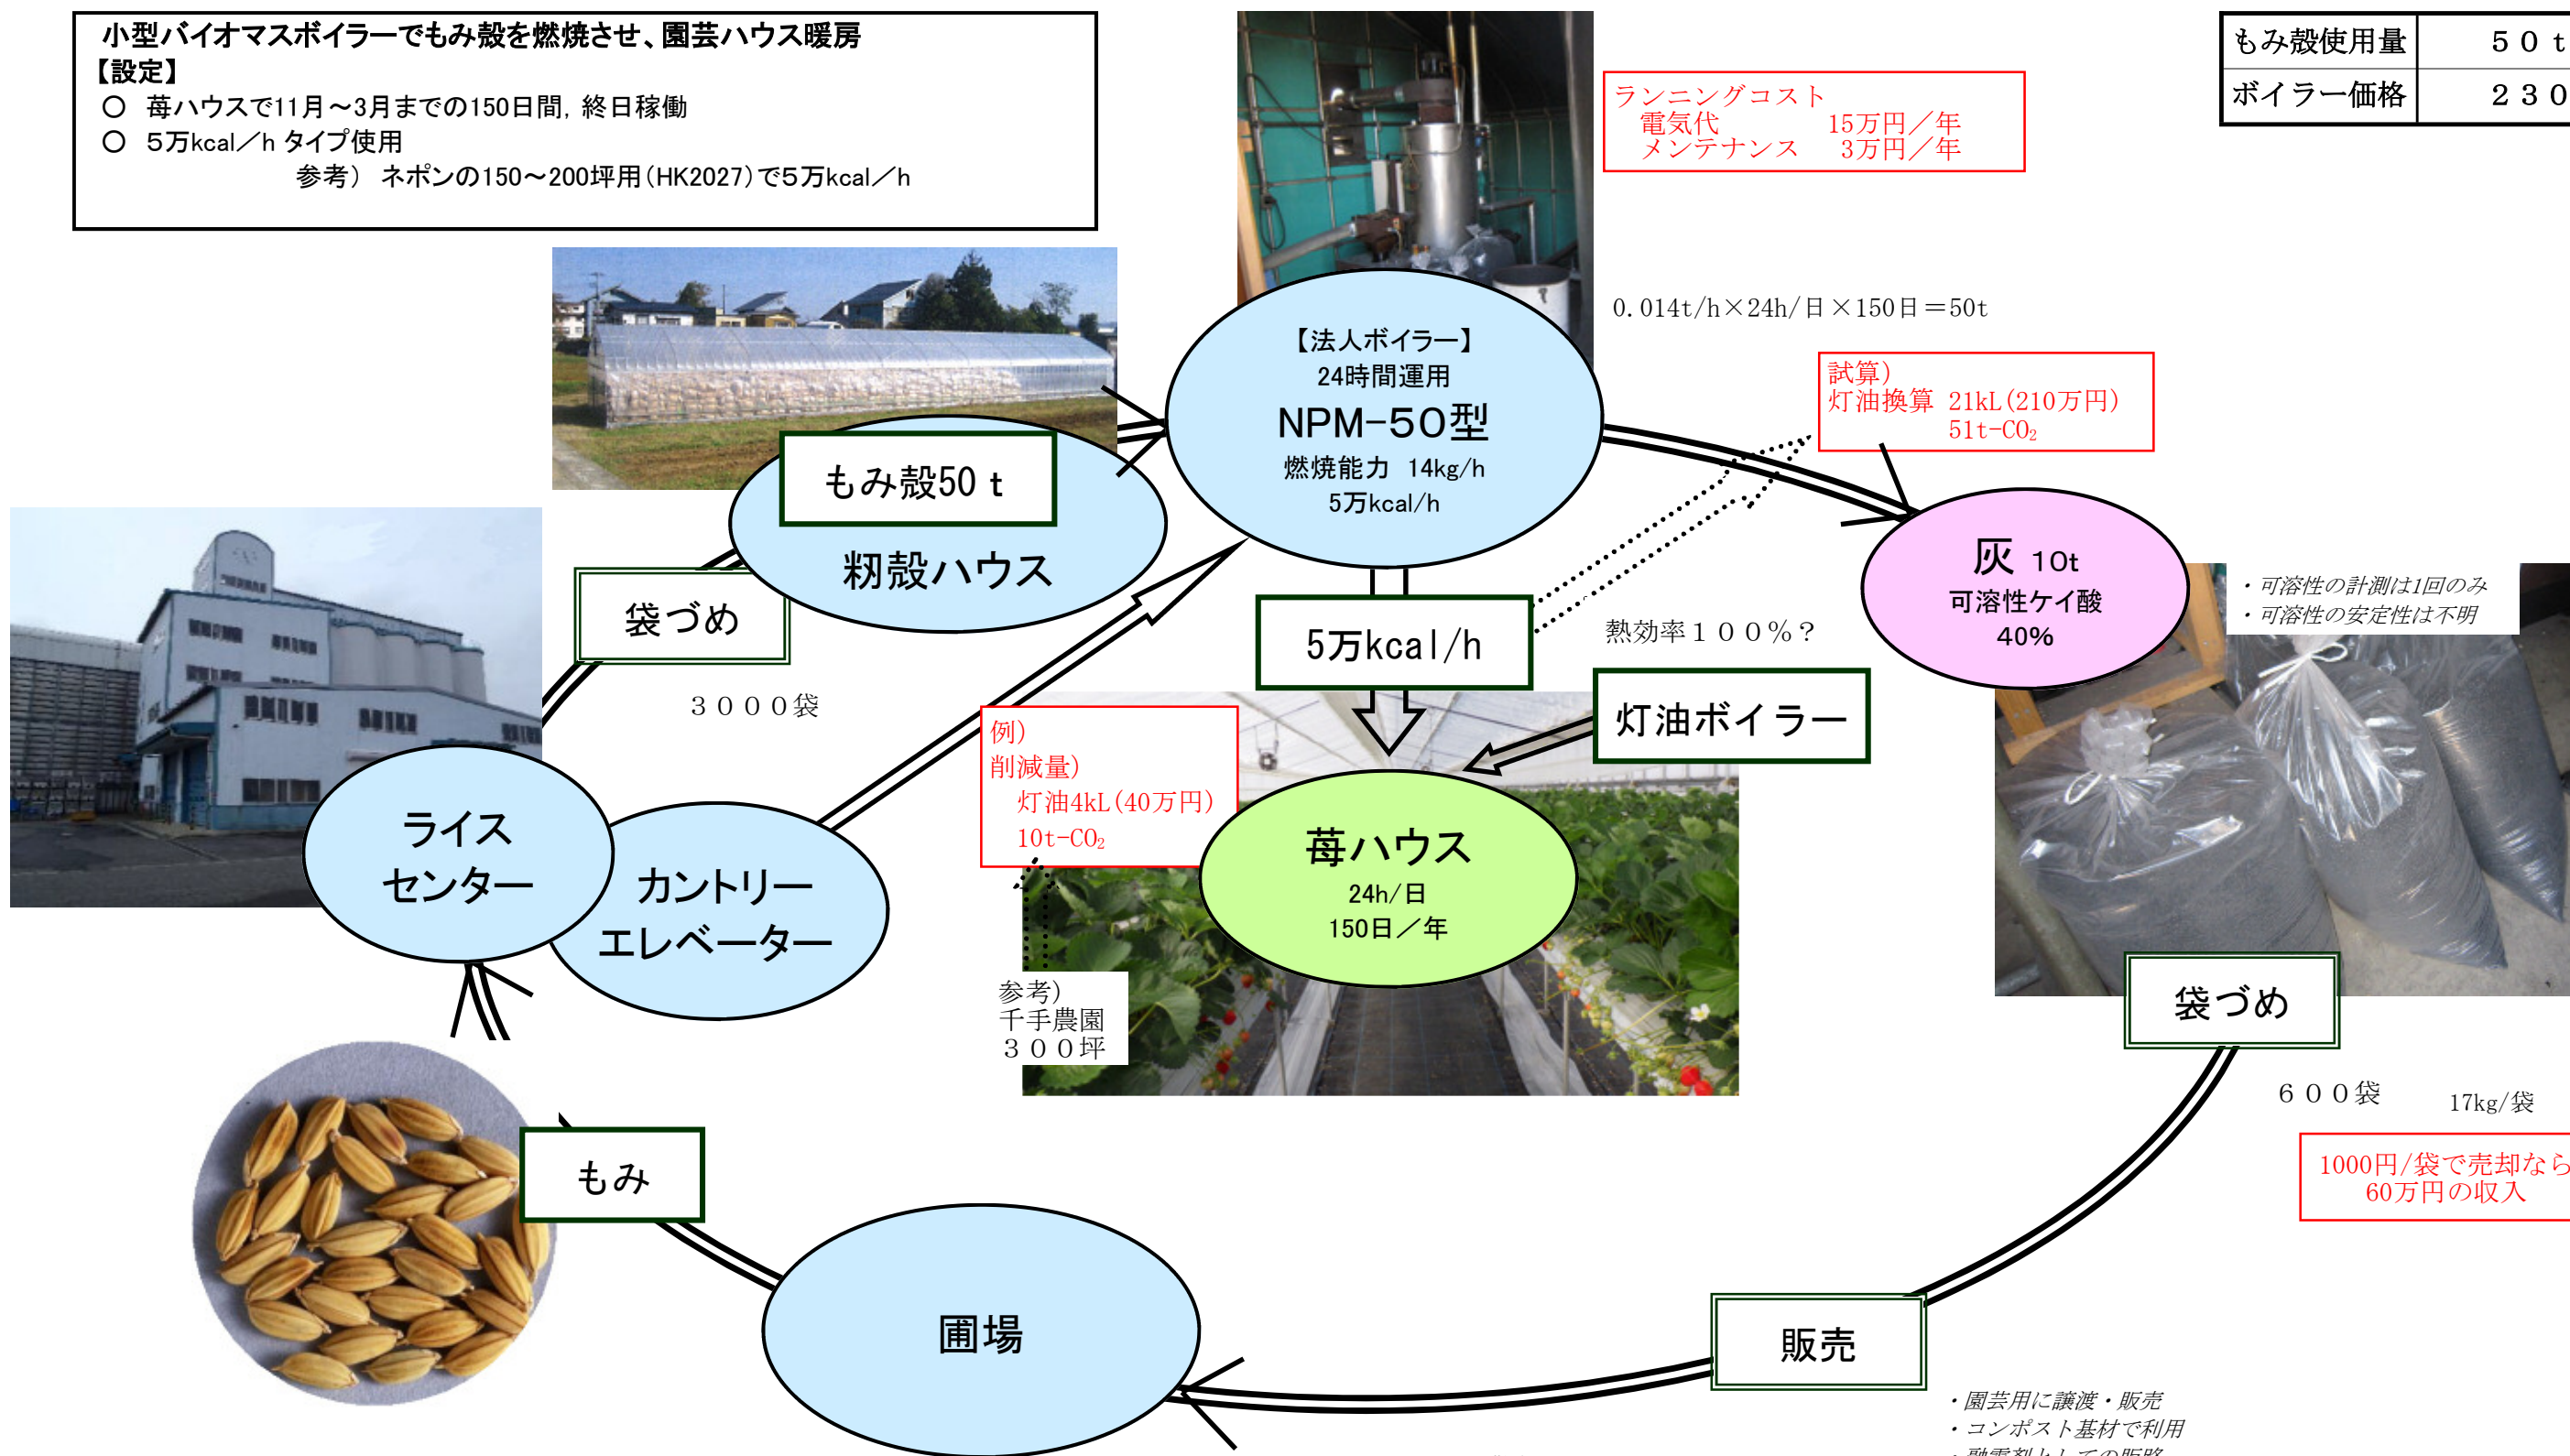 小型バイオマスボイラーでもみ殻を燃焼させ、園芸ハウス暖房
【設定】
○ 苺ハウスで11月～3月までの150日間, 終日稼働
○ 5万kcal／h タイプ使用
参考） ネポンの150～200坪用（HK2027）で5万kcal／h
もみ殻使用量 ５０ｔ
ボイラー価格 ２３０
ランニングコスト
電気代 15万円／年
メンテナンス 3万円／年
0.014t/h×24h/日×150日＝50t
【法人ボイラー】
24時間運用
NPM-50型
燃焼能力 14kg/h
5万kcal/h
試算）
灯油換算 21kL(210万円)
51t-CO₂
もみ殻50ｔ
籾殻ハウス
袋づめ
３０００袋
5万kcal/h
熱効率１００％？
灯油ボイラー
灰 10t
可溶性ケイ酸
40%
・可溶性の計測は1回のみ
・可溶性の安定性は不明
例）
削減量）
灯油4kL(40万円)
10t-CO₂
ライス
センター
カントリー
エレベーター
苺ハウス
24h/日
150日／年
参考）
千手農園
３００坪
袋づめ
６００袋 17kg/袋
1000円/袋で売却なら
60万円の収入
もみ
圃場
販売
・園芸用に譲渡・販売
・コンポスト基材で利用
・融雪剤としての販路